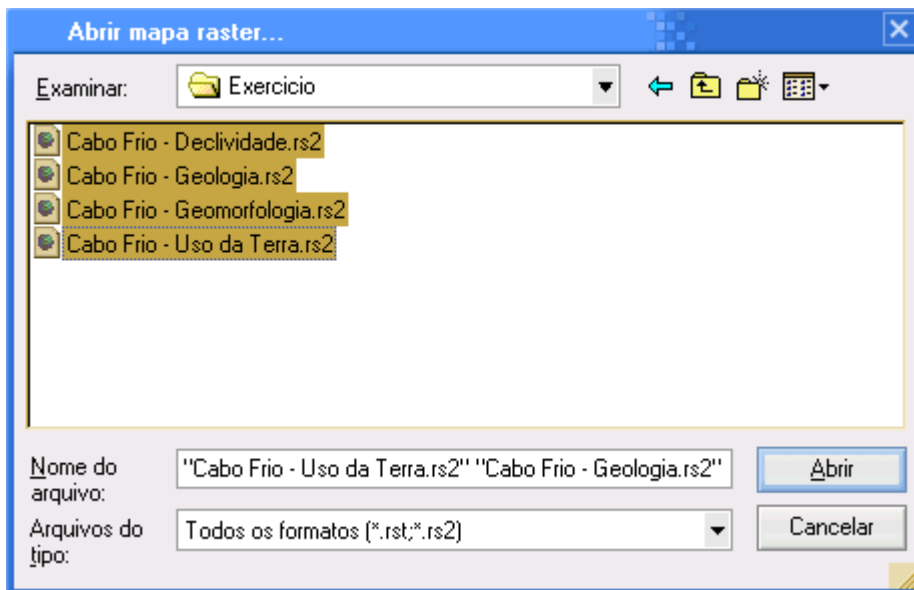 Abrir mapa raster...
Examinar: Exercicio
Cabo Frio - Declividade.rs2
Cabo Frio - Geologia.rs2
Cabo Frio - Geomorfologia.rs2
Cabo Frio - Uso da Terra.rs2
Nome do arquivo: "Cabo Frio - Uso da Terra.rs2" "Cabo Frio - Geologia.rs2" Abrir
Arquivos do tipo: Todos os formatos (*.rst;*.rs2) Cancelar